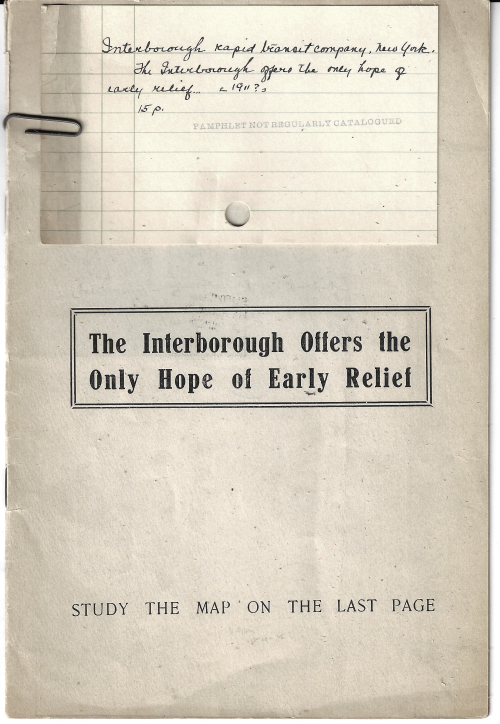 Interborough rapid transit company, New York.
The Interborough offers the only hope of
early relief... [1911?]
15 p.
PAMPHLET NOT REGULARLY CATALOGUED
The Interborough Offers the
Only Hope of Early Relief
STUDY THE MAP ON THE LAST PAGE